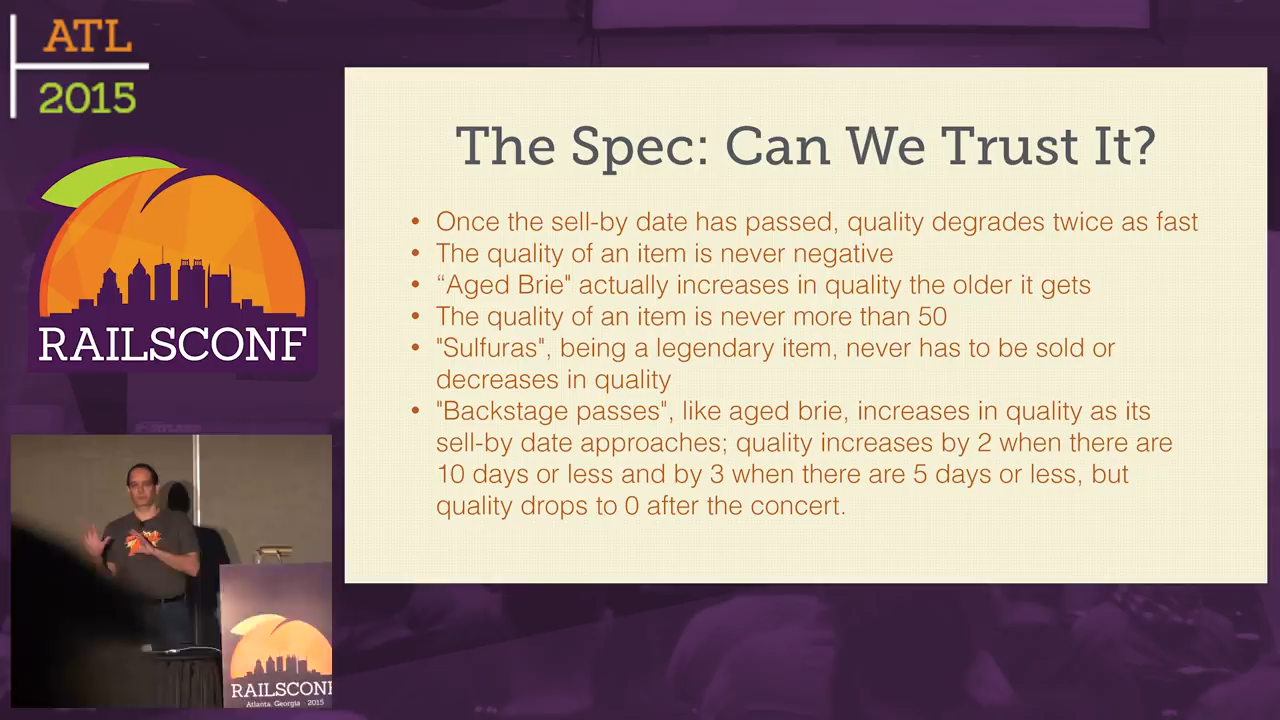 ATL
2015
RAILSCONF
The Spec: Can We Trust It?
• Once the sell-by date has passed, quality degrades twice as fast
• The quality of an item is never negative
• “Aged Brie" actually increases in quality the older it gets
• The quality of an item is never more than 50
• "Sulfuras", being a legendary item, never has to be sold or
decreases in quality
• "Backstage passes", like aged brie, increases in quality as its
sell-by date approaches; quality increases by 2 when there are
10 days or less and by 3 when there are 5 days or less, but
quality drops to 0 after the concert.
RAILSCONF
Atlanta, Georgia 2015